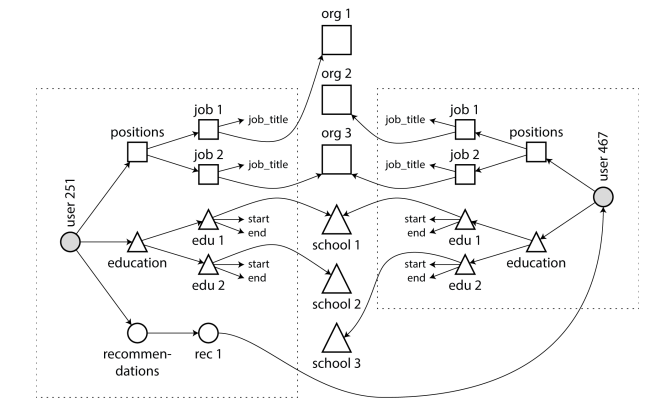 org 1
org 2
org 3
user 251
positions
job 1
job_title
job 2
job_title
education
edu 1
start
end
edu 2
start
end
recommen-
dations
rec 1
school 1
school 2
school 3
job 1
job_title
job 2
job_title
positions
user 467
edu 1
start
end
edu 2
start
end
education